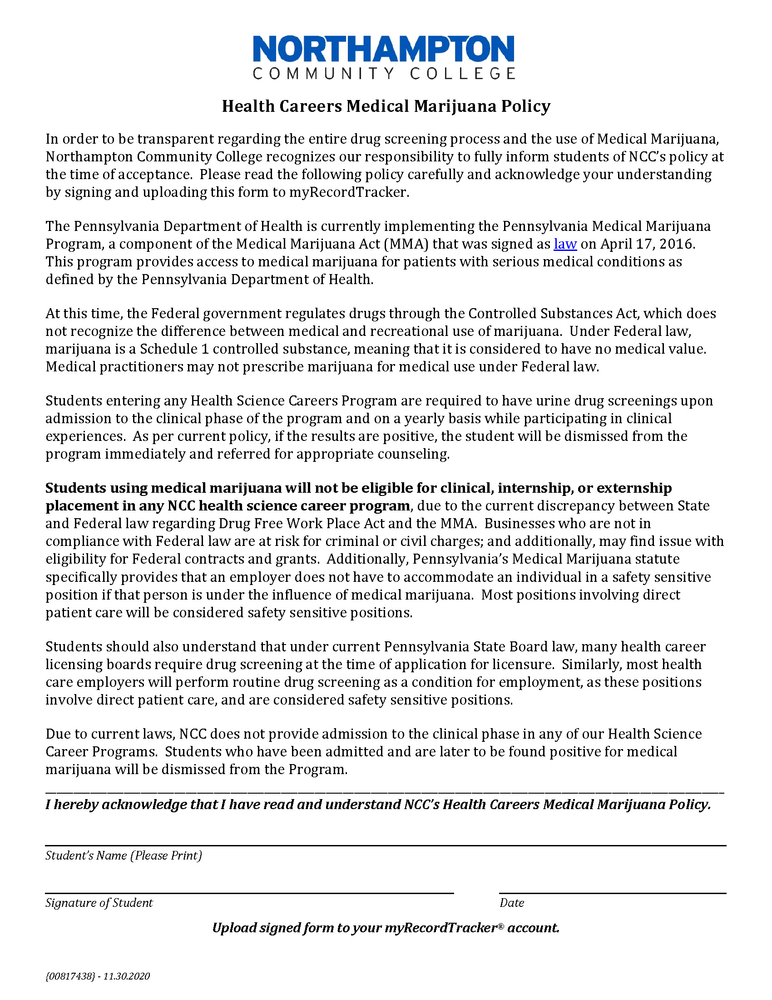 NORTHAMPTON
COMMUNITY COLLEGE
Health Careers Medical Marijuana Policy
In order to be transparent regarding the entire drug screening process and the use of Medical Marijuana,
Northampton Community College recognizes our responsibility to fully inform students of NCC’s policy at
the time of acceptance.  Please read the following policy carefully and acknowledge your understanding
by signing and uploading this form to myRecordTracker.
The Pennsylvania Department of Health is currently implementing the Pennsylvania Medical Marijuana
Program, a component of the Medical Marijuana Act (MMA) that was signed as law on April 17, 2016.
This program provides access to medical marijuana for patients with serious medical conditions as
defined by the Pennsylvania Department of Health.
At this time, the Federal government regulates drugs through the Controlled Substances Act, which does
not recognize the difference between medical and recreational use of marijuana.  Under Federal law,
marijuana is a Schedule 1 controlled substance, meaning that it is considered to have no medical value.
Medical practitioners may not prescribe marijuana for medical use under Federal law.
Students entering any Health Science Careers Program are required to have urine drug screenings upon
admission to the clinical phase of the program and on a yearly basis while participating in clinical
experiences.  As per current policy, if the results are positive, the student will be dismissed from the
program immediately and referred for appropriate counseling.
Students using medical marijuana will not be eligible for clinical, internship, or externship
placement in any NCC health science career program, due to the current discrepancy between State
and Federal law regarding Drug Free Work Place Act and the MMA.  Businesses who are not in
compliance with Federal law are at risk for criminal or civil charges; and additionally, may find issue with
eligibility for Federal contracts and grants.  Additionally, Pennsylvania’s Medical Marijuana statute
specifically provides that an employer does not have to accommodate an individual in a safety sensitive
position if that person is under the influence of medical marijuana.  Most positions involving direct
patient care will be considered safety sensitive positions.
Students should also understand that under current Pennsylvania State Board law, many health career
licensing boards require drug screening at the time of application for licensure.  Similarly, most health
care employers will perform routine drug screening as a condition for employment, as these positions
involve direct patient care, and are considered safety sensitive positions.
Due to current laws, NCC does not provide admission to the clinical phase in any of our Health Science
Career Programs.  Students who have been admitted and are later to be found positive for medical
marijuana will be dismissed from the Program.
I hereby acknowledge that I have read and understand NCC’s Health Careers Medical Marijuana Policy.
Student’s Name (Please Print)
Signature of Student Date
Upload signed form to your myRecordTracker® account.
{00817438} - 11.30.2020